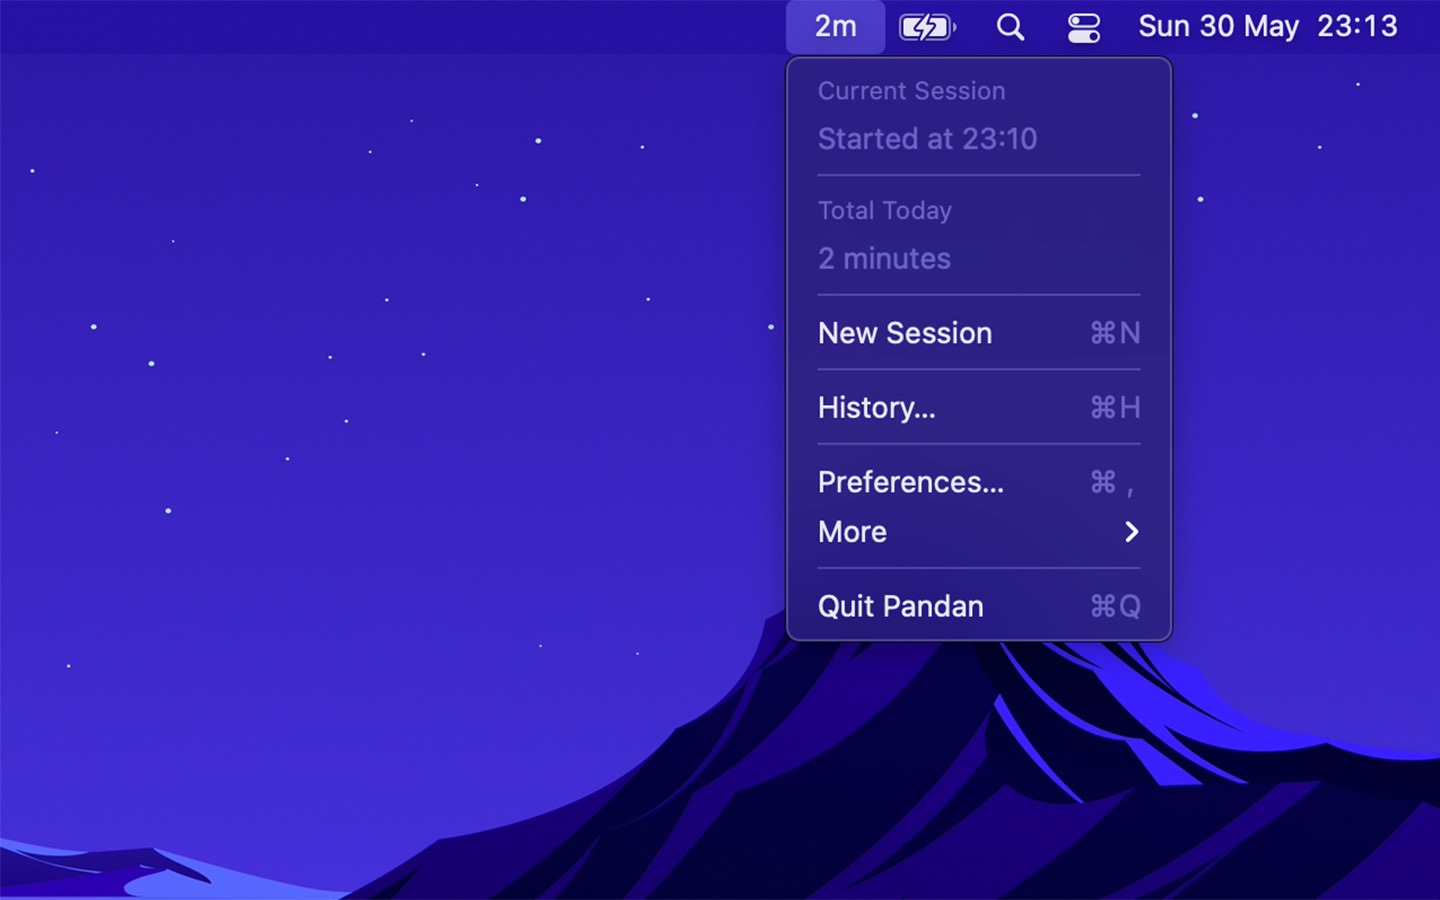 2m Sun 30 May 23:13
Current Session
Started at 23:10
Total Today
2 minutes
New Session ⌘N
History... ⌘H
Preferences... ⌘ ,
More
Quit Pandan ⌘Q